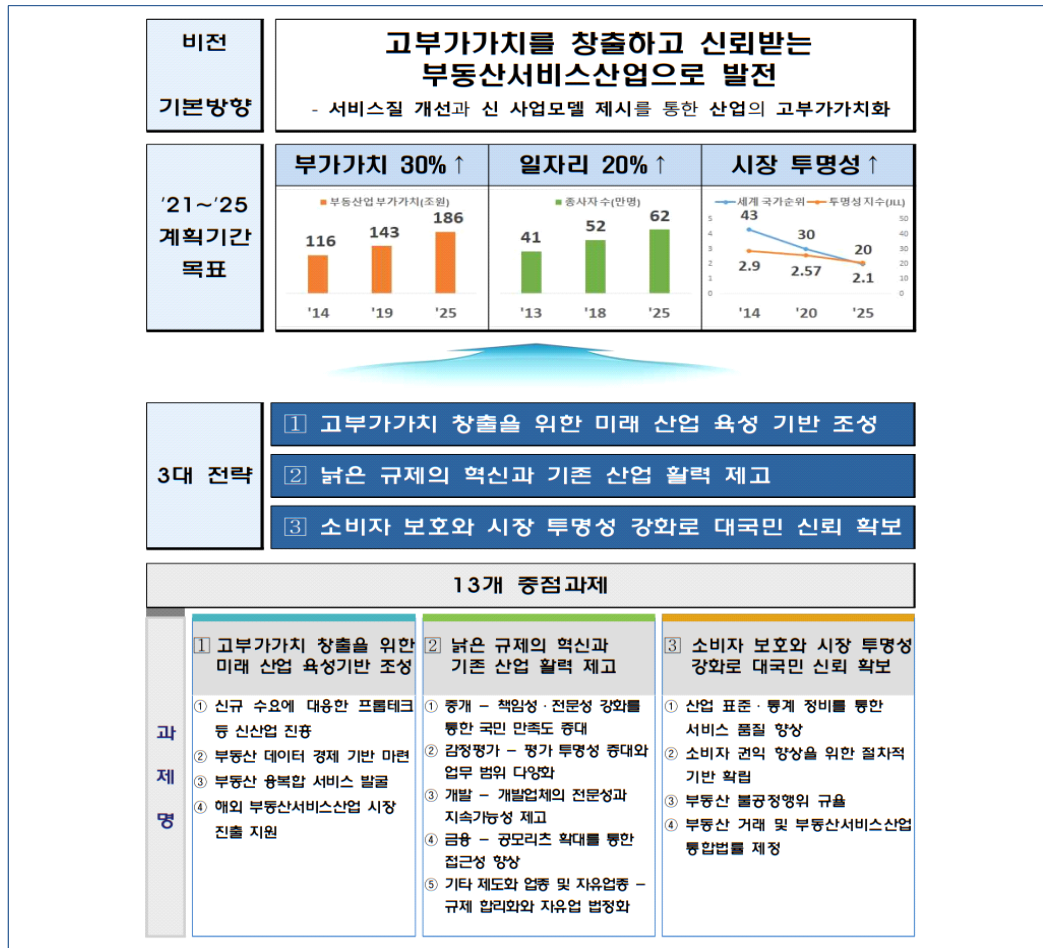 비전
기본방향
고부가가치를 창출하고 신뢰받는
부동산서비스산업으로 발전
- 서비스질 개선과 신 사업모델 제시를 통한 산업의 고부가가치화
'21~'25
계획기간
목표
부가가치 30%↑
부동산업 부가가치(조원)
116
143
186
'14
'19
'25
일자리 20%↑
종사자 수(만명)
41
52
62
'13
'18
'25
시장 투명성↑
세계 국가순위 투명성 지수(JLL)
5
4
3
2
1
0
43
30
20
2.9
2.57
2.1
50
40
30
20
10
0
'14
'20
'25
3대 전략
1 고부가가치 창출을 위한 미래 산업 육성 기반 조성
2 낡은 규제의 혁신과 기존 산업 활력 제고
3 소비자 보호와 시장 투명성 강화로 대국민 신뢰 확보
13개 중점과제
과
제
명
1 고부가가치 창출을 위한
미래 산업 육성기반 조성
① 신규 수요에 대응한 프롭테크
등 신산업 진흥
② 부동산 데이터 경제 기반 마련
③ 부동산 융복합 서비스 발굴
④ 해외 부동산서비스산업 시장
진출 지원
2 낡은 규제의 혁신과
기존 산업 활력 제고
① 중개 – 책임성·전문성 강화를
통한 국민 만족도 증대
② 감정평가 – 평가 투명성 증대와
업무 범위 다양화
③ 개발 – 개발업체의 전문성과
지속가능성 제고
④ 금융 – 공모리츠 확대를 통한
접근성 향상
⑤ 기타 제도화 업종 및 자유업종 –
규제 합리화와 자유업 법정화
3 소비자 보호와 시장 투명성
강화로 대국민 신뢰 확보
① 산업 표준·통계 정비를 통한
서비스 품질 향상
② 소비자 권익 향상을 위한 절차적
기반 확립
③ 부동산 불공정행위 규율
④ 부동산 거래 및 부동산서비스산업
통합법률 제정